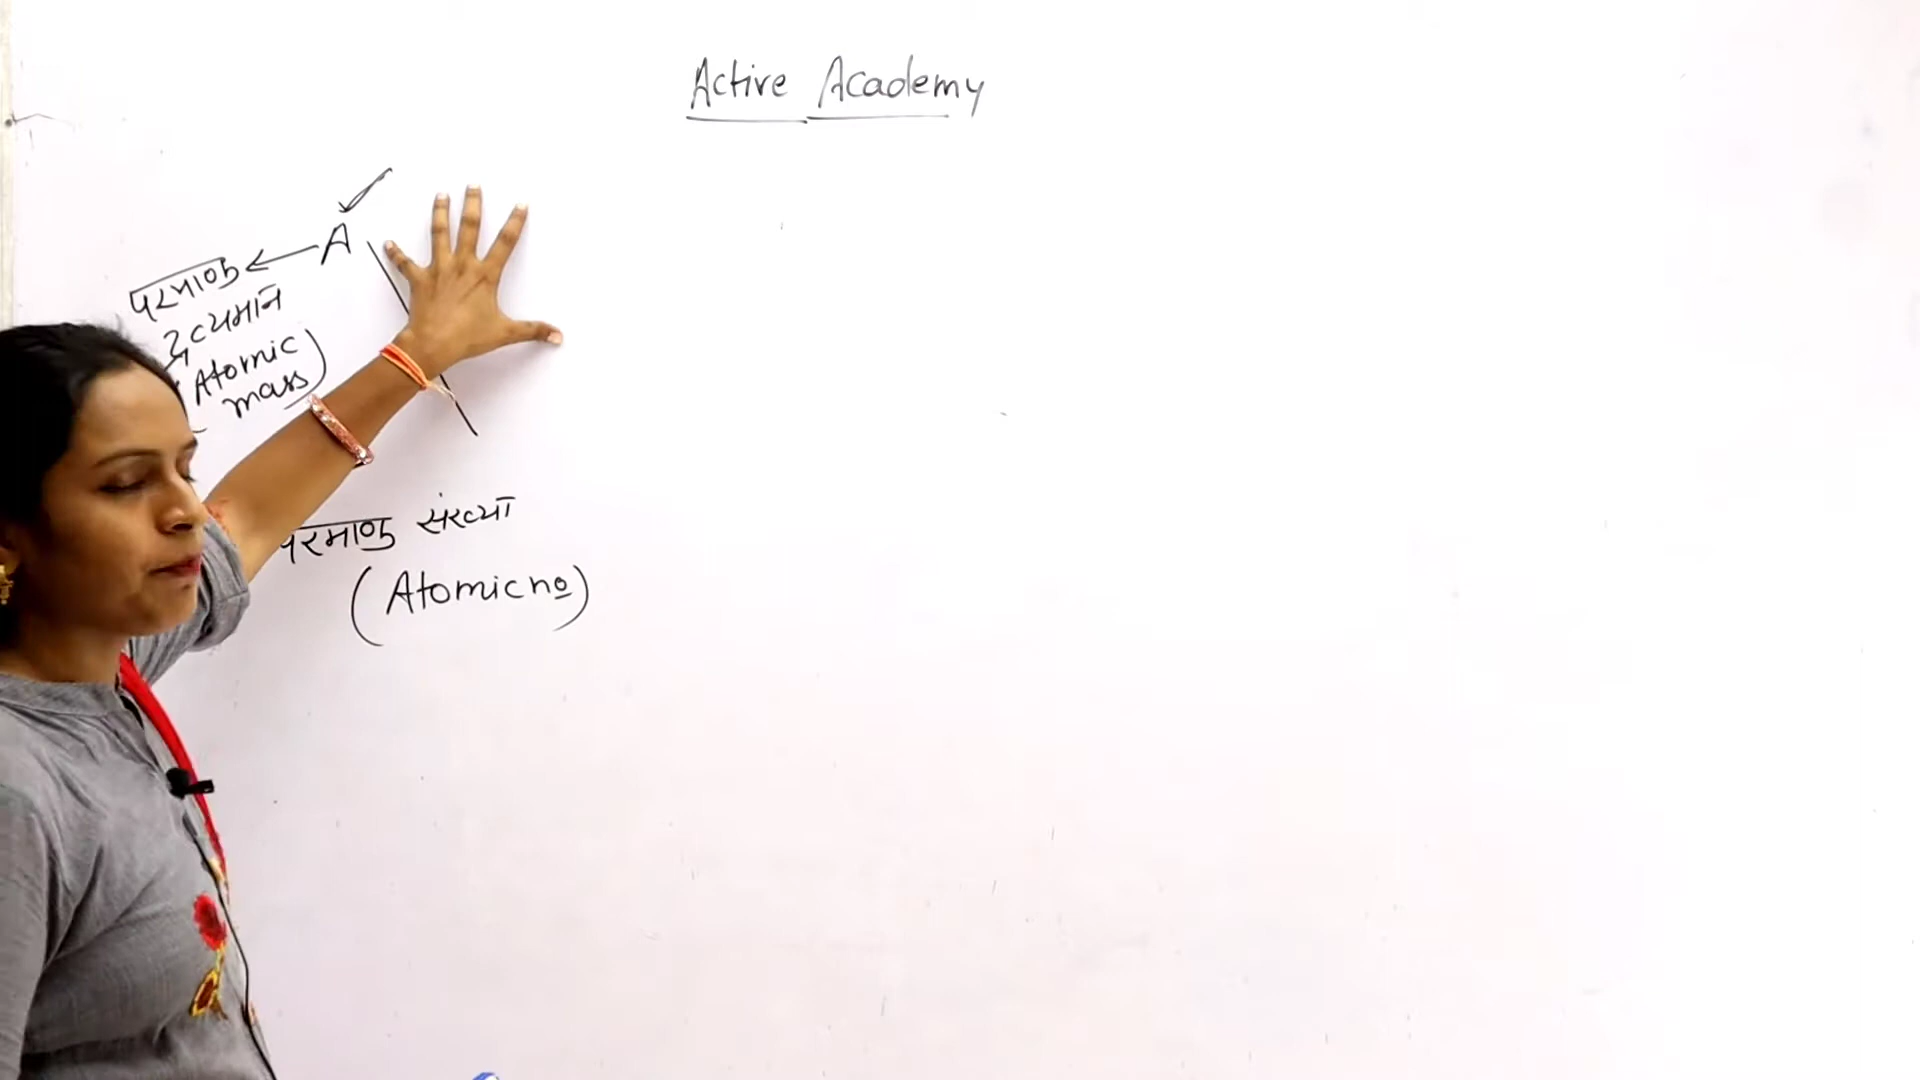 Active Academy
A
परमाणु
द्रव्यमान
(Atomic
mass)
परमाणु संख्या
(Atomic no)